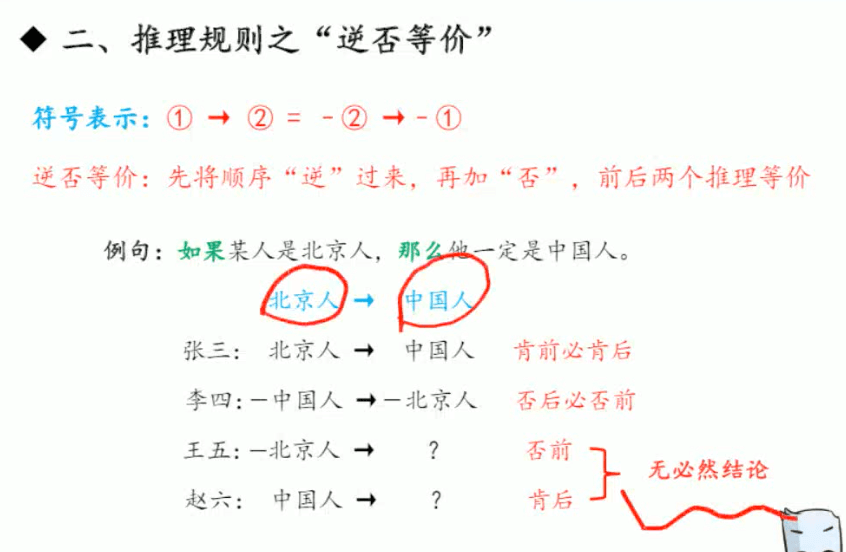 ◆ 二、推理规则之“逆否等价”
符号表示：① → ② = -② → -①
逆否等价：先将顺序“逆”过来，再加“否”，前后两个推理等价
例句：如果某人是北京人，那么他一定是中国人。
北京人 → 中国人
张三： 北京人 → 中国人 肯前必肯后
李四：-中国人 → -北京人 否后必否前
王五：-北京人 → ？ 否前
无必然结论
赵六： 中国人 → ？ 肯后